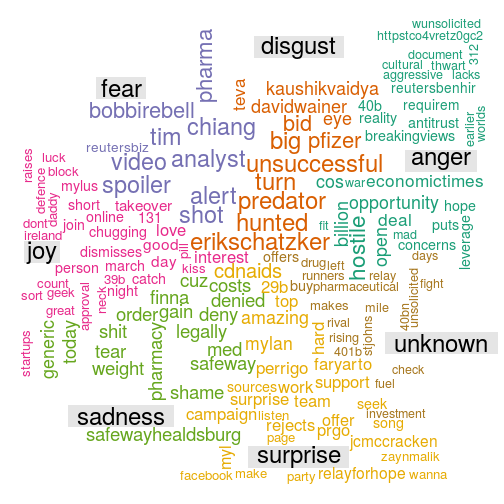 wunsolicited
httpstco4vretz0gc2
disgust
document
312
pharma
cultural thwart
aggressive lacks
fear
teva
kaushikvaidya
reutersbenhir
bobbirebell
davidwainer 40b requirem
chiang
bid eye reality antitrust
earlier
worlds
tim
big pfizer breakingviews
reutersbiz
raises
luck
video analyst
unsuccessful
anger
block
defence
mylus
spoiler
turn
cos war economictimes
daddy
short takeover
alert
predator
opportunity hope
online 131
shot
hunted
fit
billion
deal puts
leverage
dont join
chugging love
hostile
open
mad
ireland
good
erikschatzker
concerns
joy
dismisses
pill
interest offers
days
person march day
kiss
cdnaids
drug left
runners relay
count
39b catch
cuz costs 29b
buy pharmaceutical
fight
sort geek
approval
neck
night
finna
denied top
makes mile
40bn
unsolicited
great
order gain deny amazing
rival
stjohns
generic
today
shit
pharmacy
legally
hard
rising
unknown
startups
tear
med
mylan
401b
weight
safeway
perrigo faryarto
check
shame
sources work support fuel
sadness
surprise team
seek
investment
campaign listen
offer
song
safewayhealdsburg
rejects prgo
page
jcmccracken
myl
surprise
zaynmalik
facebook make party relayforhope wanna